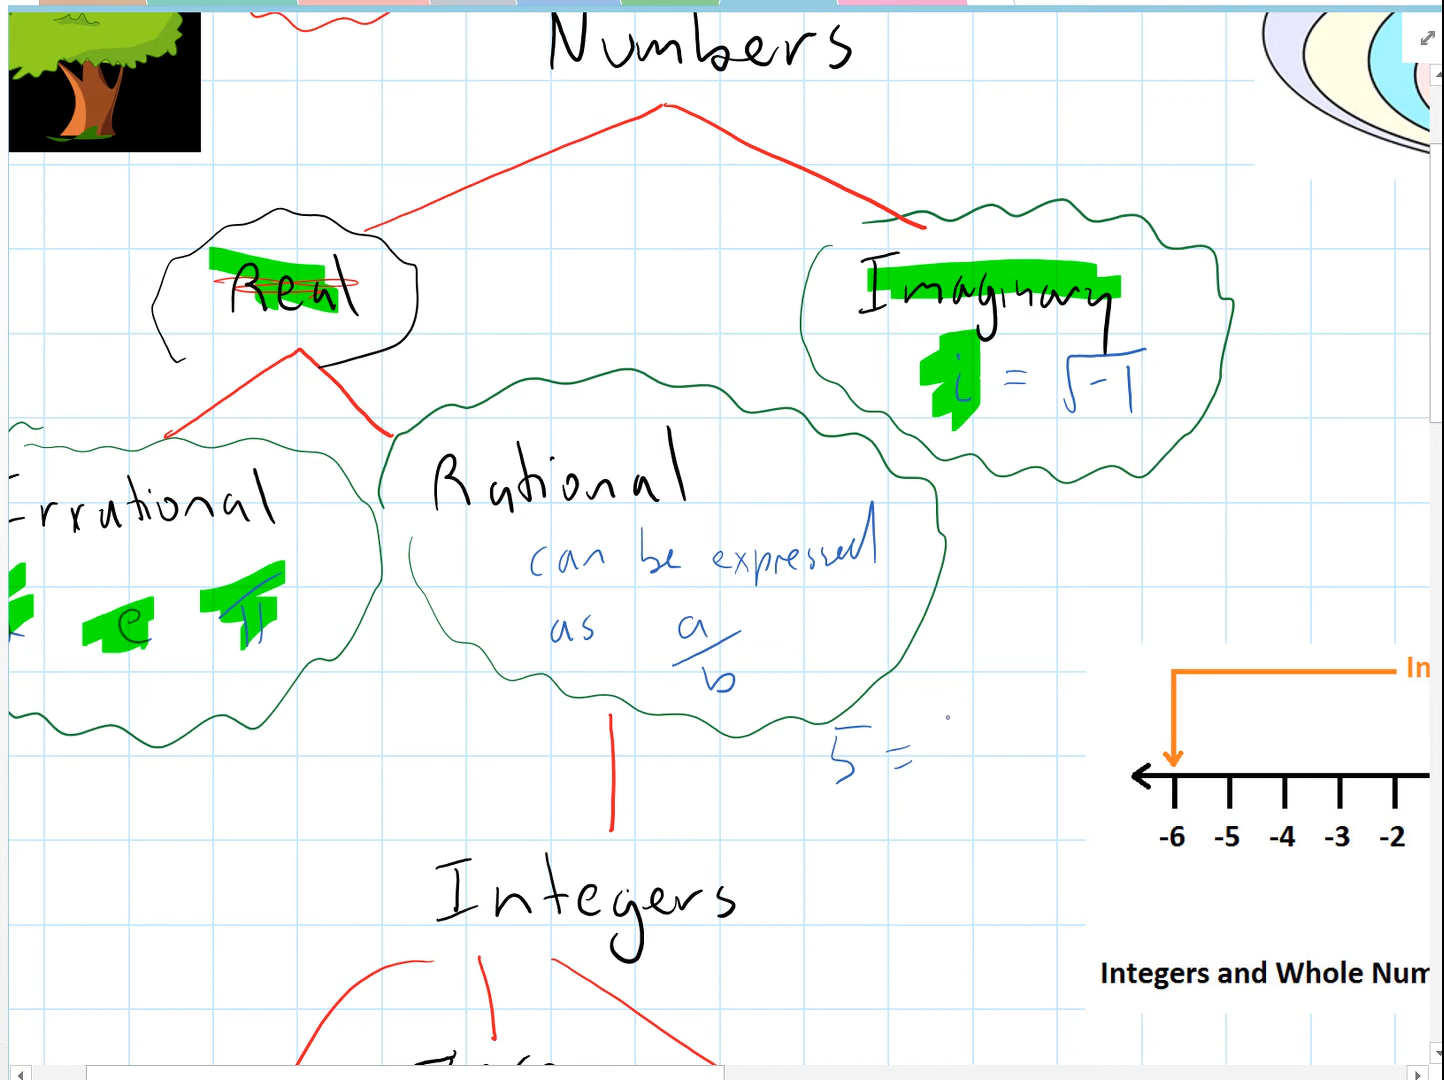 Numbers
Real
Imaginary
i = √-1
Irrational
e π
Rational
can be expressed
as a/b
5 =
In
-6 -5 -4 -3 -2
Integers
Integers and Whole Num